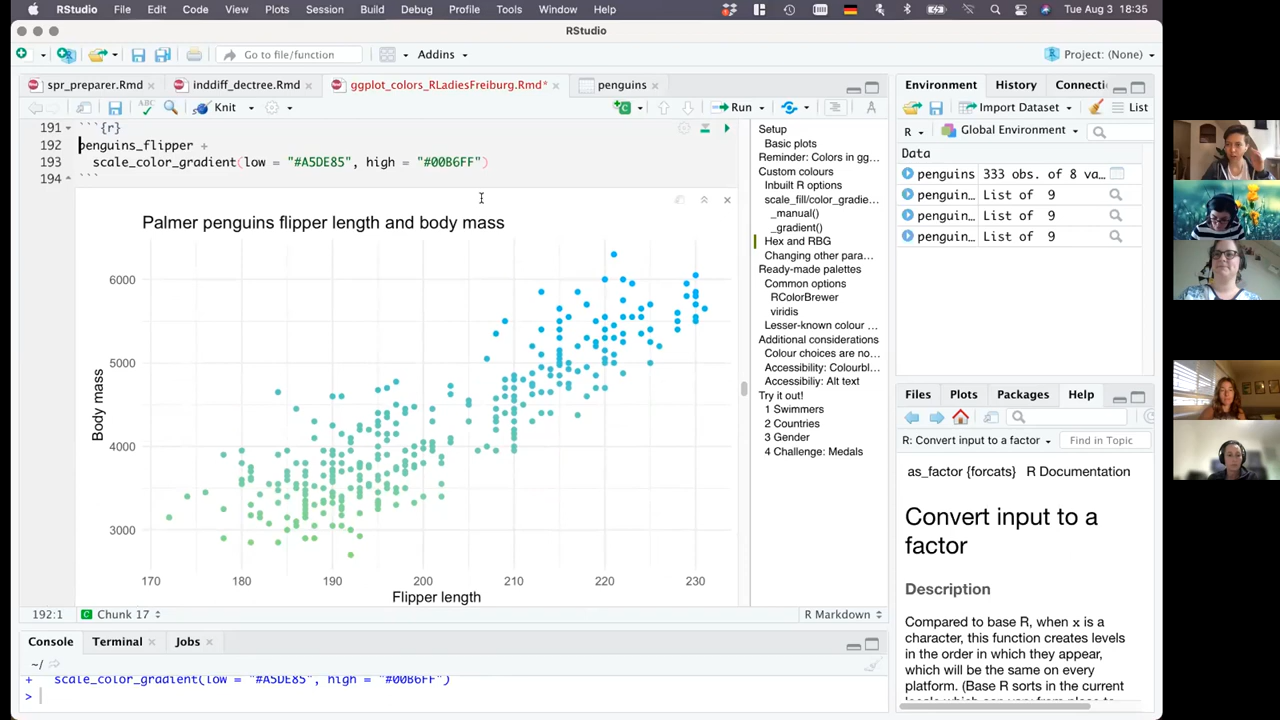 RStudio File Edit Code View Plots Session Build Debug Profile Tools Window Help Tue Aug 3 18:35
RStudio
Go to file/function Addins Project: (None)
spr_preparer.Rmd inddiff_dectree.Rmd ggplot_colors_RLadiesFreiburg.Rmd* penguins
Knit Run
191 ```{r}
192 penguins_flipper +
193 scale_color_gradient(low = "#A5DE85", high = "#00B6FF")
194 ```
Palmer penguins flipper length and body mass
6000
5000
4000
3000
Body mass
170 180 190 200 210 220 230
Flipper length
192:1 Chunk 17 R Markdown
Setup
Basic plots
Reminder: Colors in gg...
Custom colours
Inbuilt R options
scale_fill/color_gradie...
_manual()
_gradient()
Hex and RBG
Changing other para...
Ready-made palettes
Common options
RColorBrewer
viridis
Lesser-known colour ...
Additional considerations
Colour choices are no...
Accessibility: Colourbl...
Accessibiliy: Alt text
Try it out!
1 Swimmers
2 Countries
3 Gender
4 Challenge: Medals
Console Terminal Jobs
~/
+ scale_color_gradient(low = "#A5DE85", high = "#00B6FF")
>
Environment History Connecti
Import Dataset List
R Global Environment
Data
penguins 333 obs. of 8 va...
penguin... List of 9
penguin... List of 9
penguin... List of 9
Files Plots Packages Help
R: Convert input to a factor Find in Topic
as_factor {forcats} R Documentation
Convert input to a
factor
Description
Compared to base R, when x is a
character, this function creates levels
in the order in which they appear,
which will be the same on every
platform. (Base R sorts in the current